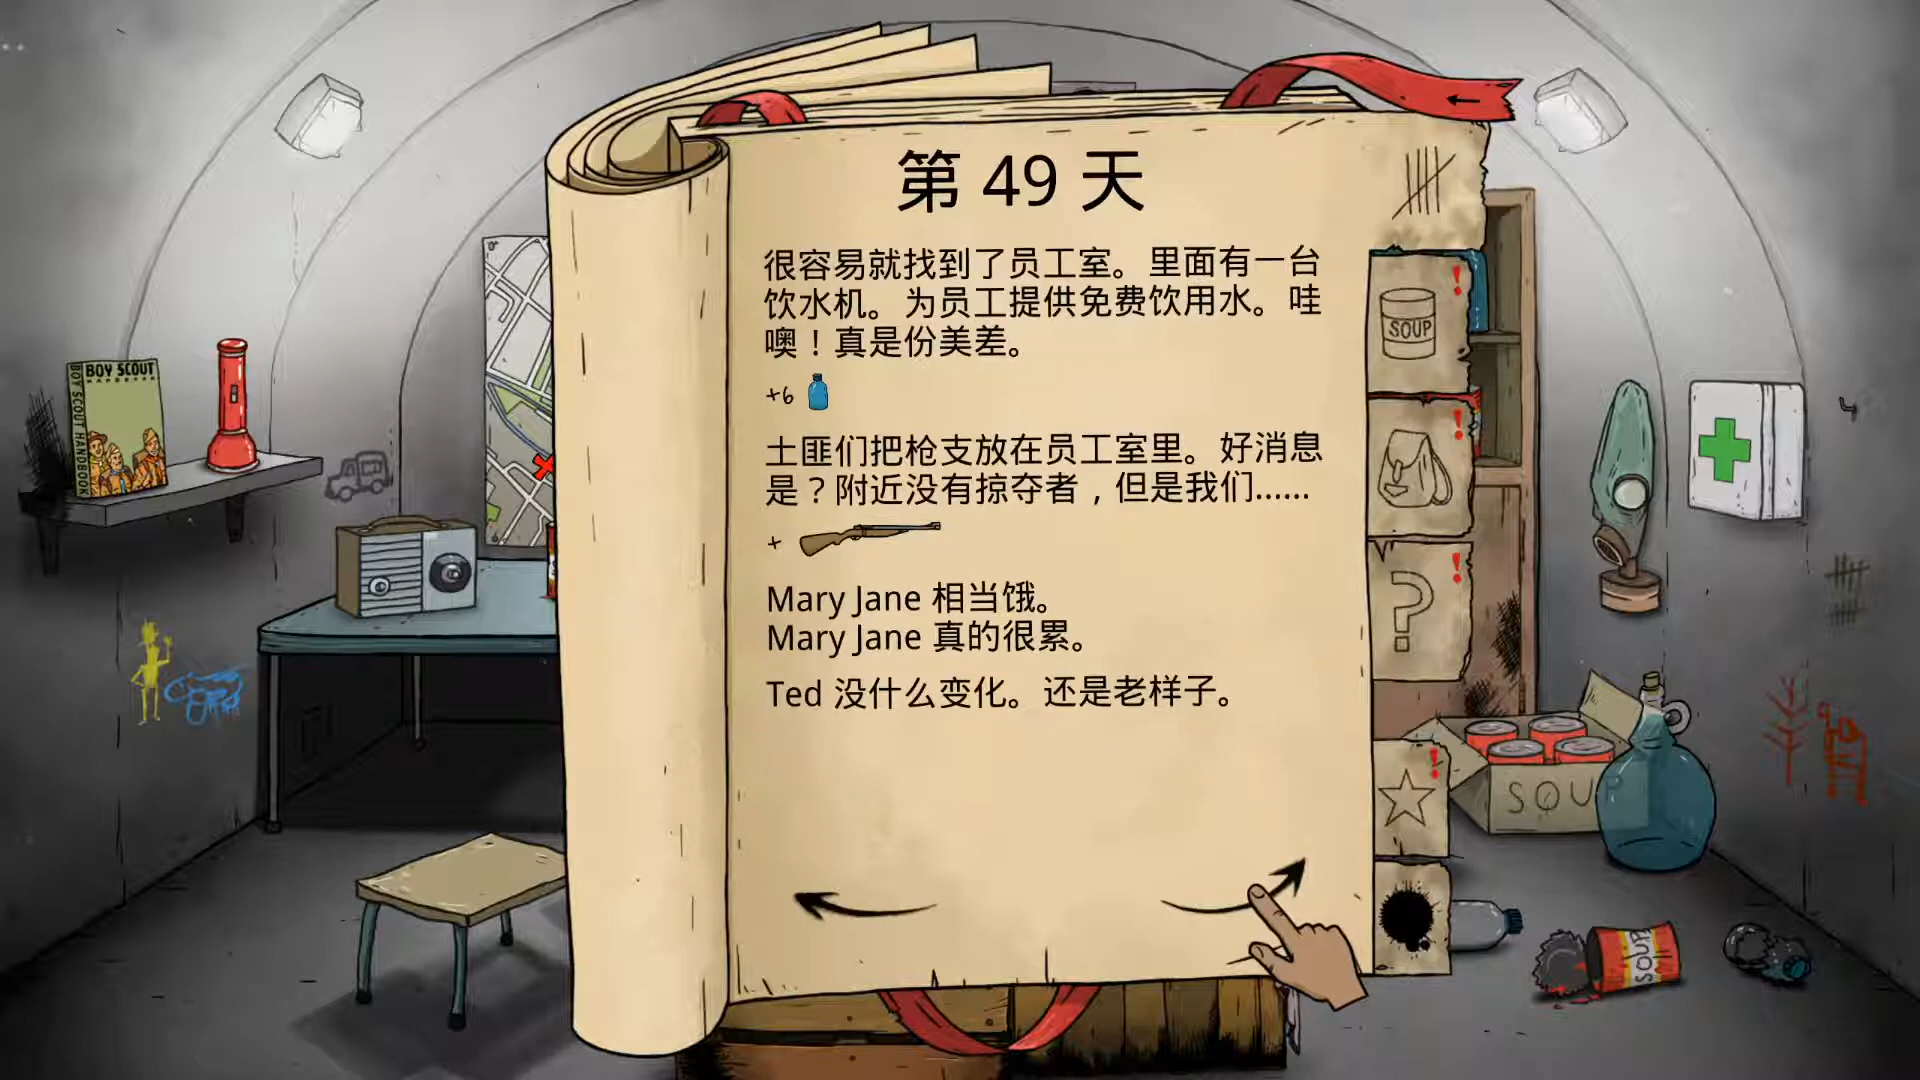 第 49 天
很容易就找到了员工室。里面有一台
饮水机。为员工提供免费饮用水。哇
噢！真是份美差。
+6
土匪们把枪支放在员工室里。好消息
是？附近没有掠夺者，但是我们……
+
Mary Jane 相当饿。
Mary Jane 真的很累。
Ted 没什么变化。还是老样子。
BOY SCOUT
HANDBOOK
BOY SCOUT HANDBOOK
SOUP
?
SOUP
SOUP